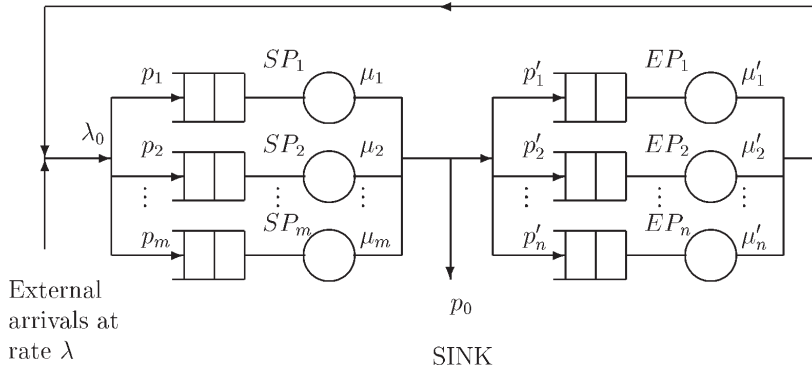 p₁ SP₁ μ₁ p′₁ EP₁ μ′₁
λ₀
p₂ SP₂ μ₂ p′₂ EP₂ μ′₂
⋮ ⋮ ⋮ ⋮ ⋮ ⋮
pₘ SPₘ μₘ p′ₙ EPₙ μ′ₙ
External
arrivals at
rate λ
p₀
SINK